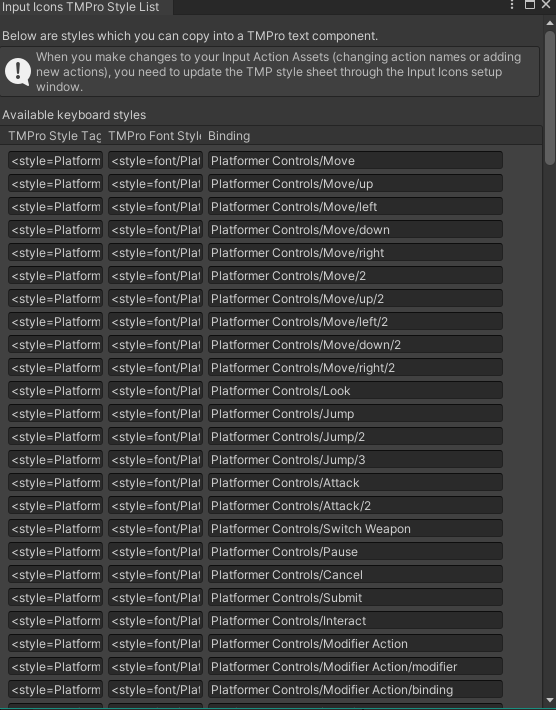 Input Icons TMPro Style List
Below are styles which you can copy into a TMPro text component.
When you make changes to your Input Action Assets (changing action names or adding
new actions), you need to update the TMP style sheet through the Input Icons setup
window.
Available keyboard styles
TMPro Style Tag TMPro Font Style Binding
<style=Platform <style=font/Plat Platformer Controls/Move
<style=Platform <style=font/Plat Platformer Controls/Move/up
<style=Platform <style=font/Plat Platformer Controls/Move/left
<style=Platform <style=font/Plat Platformer Controls/Move/down
<style=Platform <style=font/Plat Platformer Controls/Move/right
<style=Platform <style=font/Plat Platformer Controls/Move/2
<style=Platform <style=font/Plat Platformer Controls/Move/up/2
<style=Platform <style=font/Plat Platformer Controls/Move/left/2
<style=Platform <style=font/Plat Platformer Controls/Move/down/2
<style=Platform <style=font/Plat Platformer Controls/Move/right/2
<style=Platform <style=font/Plat Platformer Controls/Look
<style=Platform <style=font/Plat Platformer Controls/Jump
<style=Platform <style=font/Plat Platformer Controls/Jump/2
<style=Platform <style=font/Plat Platformer Controls/Jump/3
<style=Platform <style=font/Plat Platformer Controls/Attack
<style=Platform <style=font/Plat Platformer Controls/Attack/2
<style=Platform <style=font/Plat Platformer Controls/Switch Weapon
<style=Platform <style=font/Plat Platformer Controls/Pause
<style=Platform <style=font/Plat Platformer Controls/Cancel
<style=Platform <style=font/Plat Platformer Controls/Submit
<style=Platform <style=font/Plat Platformer Controls/Interact
<style=Platform <style=font/Plat Platformer Controls/Modifier Action
<style=Platform <style=font/Plat Platformer Controls/Modifier Action/modifier
<style=Platform <style=font/Plat Platformer Controls/Modifier Action/binding